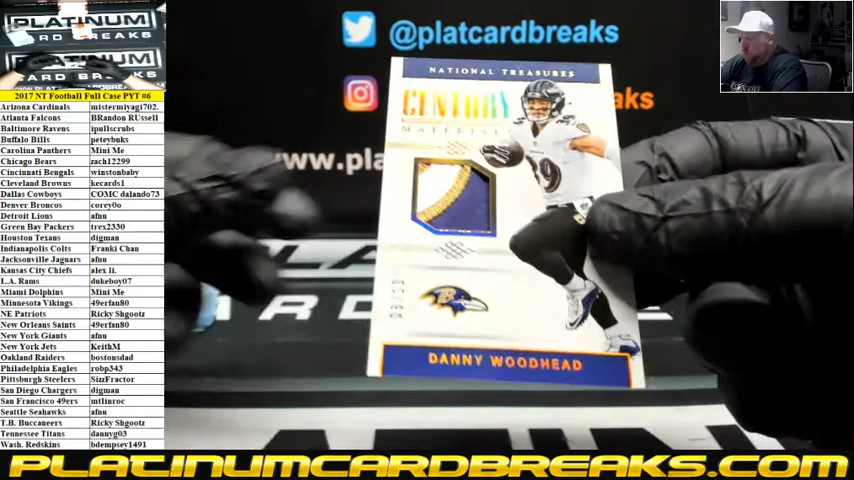 PLATINUM
CARD BREAKS
PLATINUM
2017 NT Football Full Case PYT #6
Arizona Cardinals mistermiyagi702.
Atlanta Falcons BRandon RUssell
Baltimore Ravens ipullscrubs
Buffalo Bills peteybuks
Carolina Panthers Mini Me
Chicago Bears zach12299
Cincinnati Bengals winstonbaby
Cleveland Browns kecards1
Dallas Cowboys COMC dalando73
Denver Broncos corey0o
Detroit Lions afnu
Green Bay Packers trex2330
Houston Texans digman
Indianapolis Colts Franki Chan
Jacksonville Jaguars afnu
Kansas City Chiefs alex li.
L.A. Rams dukeboy07
Miami Dolphins Mini Me
Minnesota Vikings 49erfan80
NE Patriots Ricky Shgootz
New Orleans Saints 49erfan80
New York Giants afnu
New York Jets KeithM
Oakland Raiders bostonsdad
Philadelphia Eagles robp343
Pittsburgh Steelers SizzFractor
San Diego Chargers digman
San Francisco 49ers mtlinroc
Seattle Seahawks afnu
T.B. Buccaneers Ricky Shgootz
Tennessee Titans dannyg03
Wash. Redskins bdempsey1491
@platcardbreaks
www.pla
NATIONAL TREASURES
CENTURY
MATERIALS
39
DANNY WOODHEAD
PLATINUMCARDBREAKS.COM